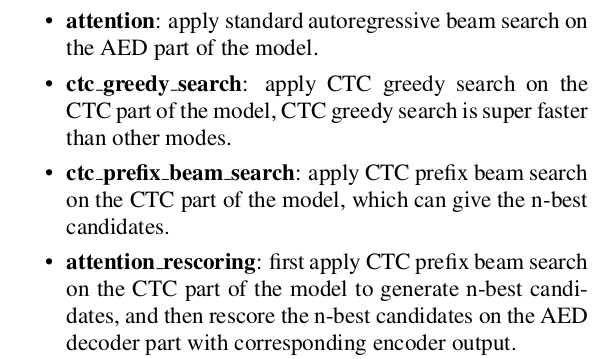 • attention: apply standard autoregressive beam search on
the AED part of the model.
• ctc_greedy_search: apply CTC greedy search on the
CTC part of the model, CTC greedy search is super faster
than other modes.
• ctc_prefix_beam_search: apply CTC prefix beam search
on the CTC part of the model, which can give the n-best
candidates.
• attention_rescoring: first apply CTC prefix beam search
on the CTC part of the model to generate n-best candi-
dates, and then rescore the n-best candidates on the AED
decoder part with corresponding encoder output.